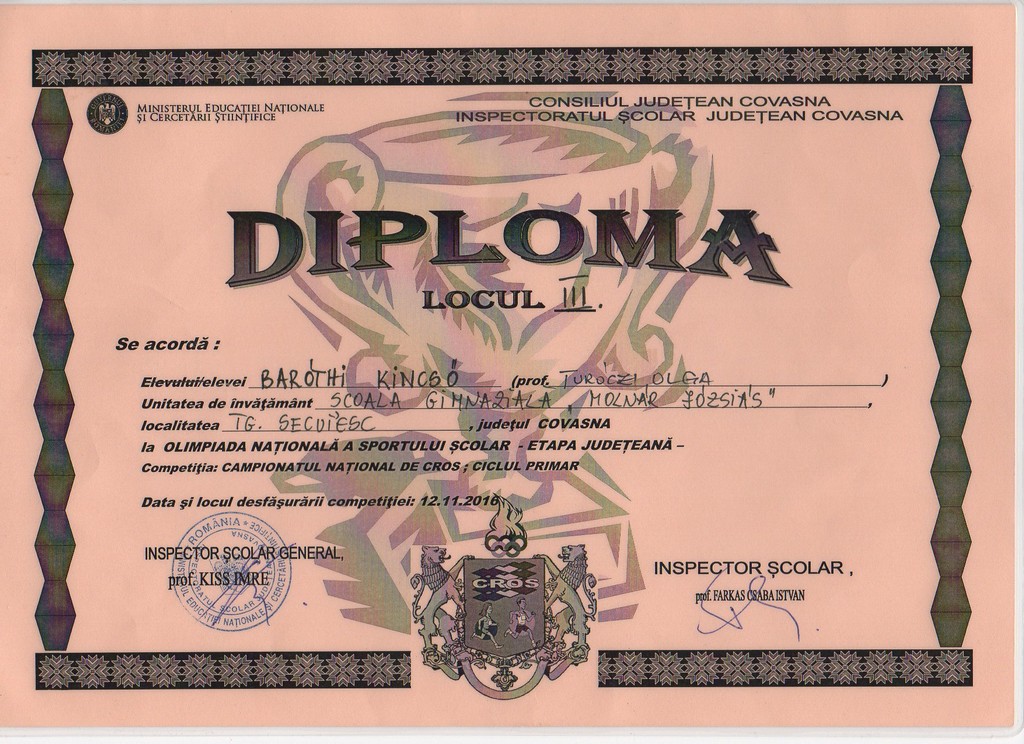 MINISTERUL EDUCAȚIEI NAȚIONALE
ȘI CERCETĂRII ȘTIINȚIFICE
CONSILIUL JUDEȚEAN COVASNA
INSPECTORATUL ȘCOLAR JUDEȚEAN COVASNA
DIPLOMA
LOCUL III.
Se acordă :
Elevului/elevei BARÓTHI KINCSŐ (prof. TUROCZI OLGA )
Unitatea de învățământ ȘCOALA GIMNAZIALĂ "MOLNAR JÓZSIÁS" ,
localitatea TG. SECUIESC , județul COVASNA
la OLIMPIADA NAȚIONALĂ A SPORTULUI ȘCOLAR - ETAPA JUDEȚEANĂ –
Competiția: CAMPIONATUL NAȚIONAL DE CROS ; CICLUL PRIMAR
Data și locul desfășurării competiției: 12.11.2016
INSPECTOR ȘCOLAR GENERAL,
prof. KISS IMRE
ROMÂNIA
CROS
INSPECTOR ȘCOLAR ,
prof. FARKAS CSABA ISTVAN